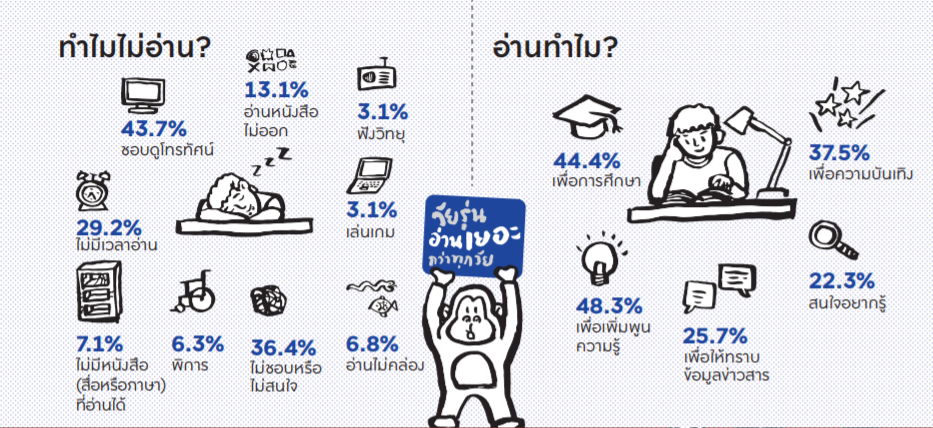 ทำไมไม่อ่าน?
43.7%
ชอบดูโทรทัศน์
13.1%
อ่านหนังสือ
ไม่ออก
3.1%
ฟังวิทยุ
29.2%
ไม่มีเวลาอ่าน
zzZ
3.1%
เล่นเกม
7.1%
ไม่มีหนังสือ
(สื่อหรือภาษา)
ที่อ่านได้
6.3%
พิการ
36.4%
ไม่ชอบหรือ
ไม่สนใจ
6.8%
อ่านไม่คล่อง
วัยรุ่น
อ่านเยอะ
กว่าทุกวัย
อ่านทำไม?
44.4%
เพื่อการศึกษา
37.5%
เพื่อความบันเทิง
48.3%
เพื่อเพิ่มพูน
ความรู้
25.7%
เพื่อให้ทราบ
ข้อมูลข่าวสาร
22.3%
สนใจอยากรู้